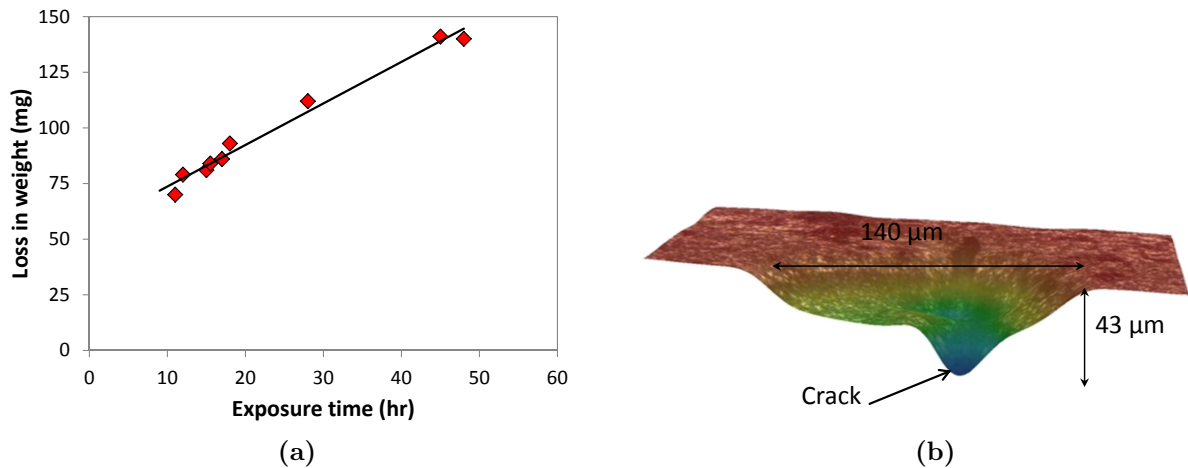 150
125
100
75
50
25
0
Loss in weight (mg)
0 10 20 30 40 50 60
Exposure time (hr)
(a)
140 µm
43 µm
Crack
(b)